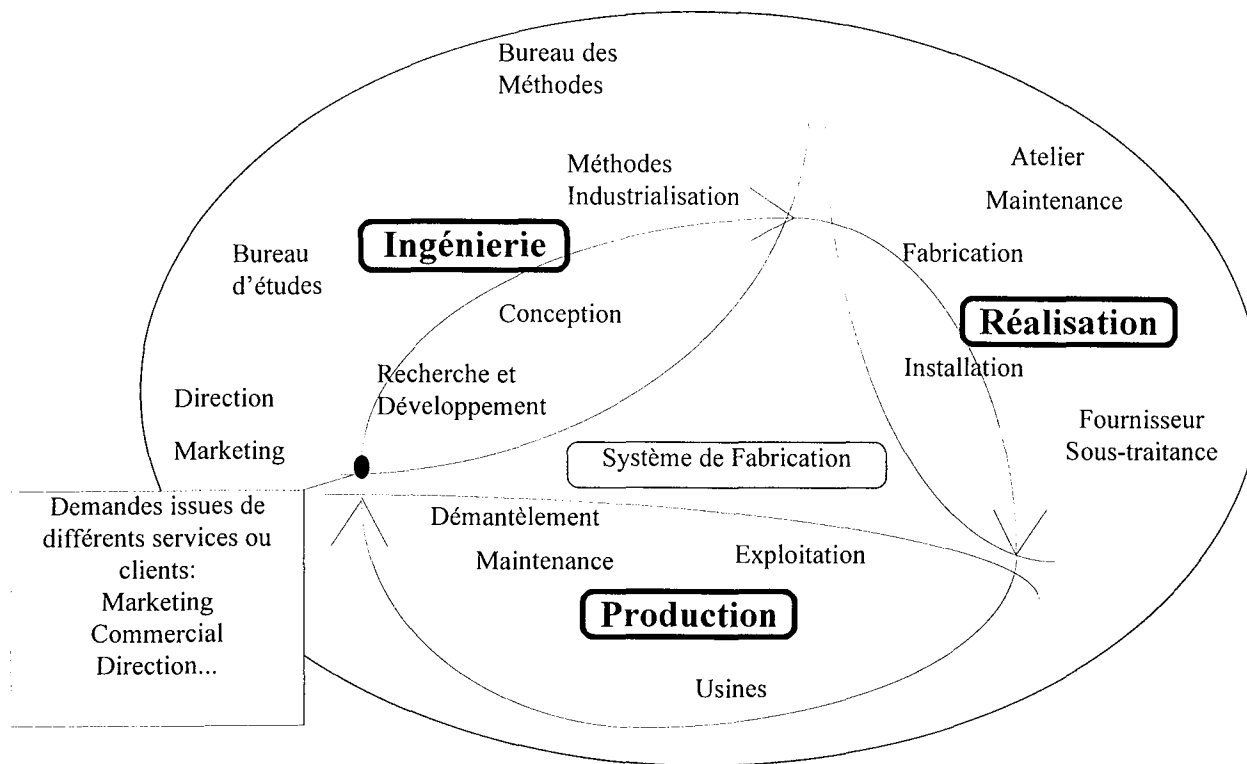 Bureau des
Méthodes
Méthodes
Industrialisation
Atelier
Maintenance
Ingénierie
Bureau
d'études
Fabrication
Conception
Réalisation
Recherche et
Développement
Installation
Direction
Marketing
Fournisseur
Sous-traitance
Système de Fabrication
Demandes issues de
différents services ou
clients:
Marketing
Commercial
Direction...
Démantèlement
Maintenance
Exploitation
Production
Usines